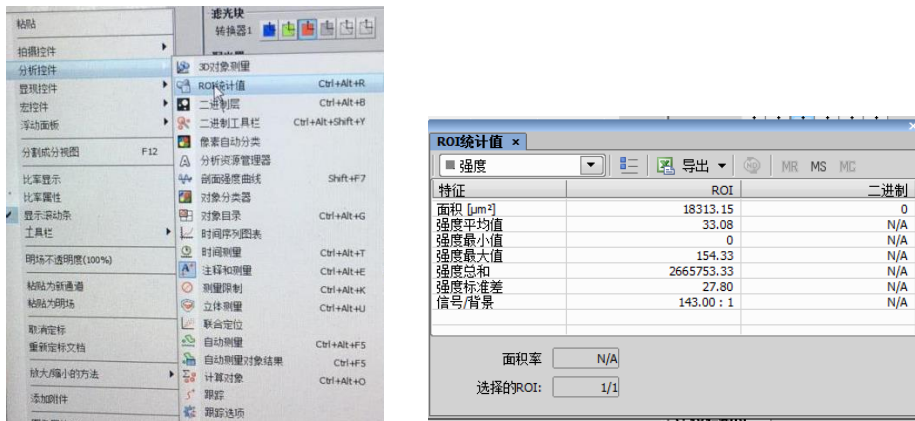 粘贴
拍摄控件
分析控件
显现控件
宏控件
浮动面板
分割成分视图 F12
比率显示
比率属性
显示滚动条
工具栏
明场不透明度(100%)
粘贴为新通道
粘贴为明场
取消定标
重新定标文档
放大/缩小的方法
添加附件
滤光块
转换器1
3D对象测量
ROI统计值 Ctrl+Alt+R
二进制层 Ctrl+Alt+B
二进制工具栏 Ctrl+Alt+Shift+Y
像素自动分类
分析资源管理器
剖面强度曲线 Shift+F7
对象分类器
对象目录 Ctrl+Alt+G
时间序列图表
时间测量 Ctrl+Alt+T
注释和测量 Ctrl+Alt+E
测量限制 Ctrl+Alt+K
立体测量 Ctrl+Alt+U
联合定位
自动测量 Ctrl+Alt+F5
自动测量对象结果 Ctrl+F5
计算对象 Ctrl+Alt+O
跟踪
跟踪选项
ROI统计值 ×
强度 导出 ND MR MS MC
特征 ROI 二进制
面积 [µm²] 18313.15 0
强度平均值 33.08 N/A
强度最小值 0 N/A
强度最大值 154.33 N/A
强度总和 2665753.33 N/A
强度标准差 27.80 N/A
信号/背景 143.00 : 1 N/A
面积率 N/A
选择的ROI: 1/1